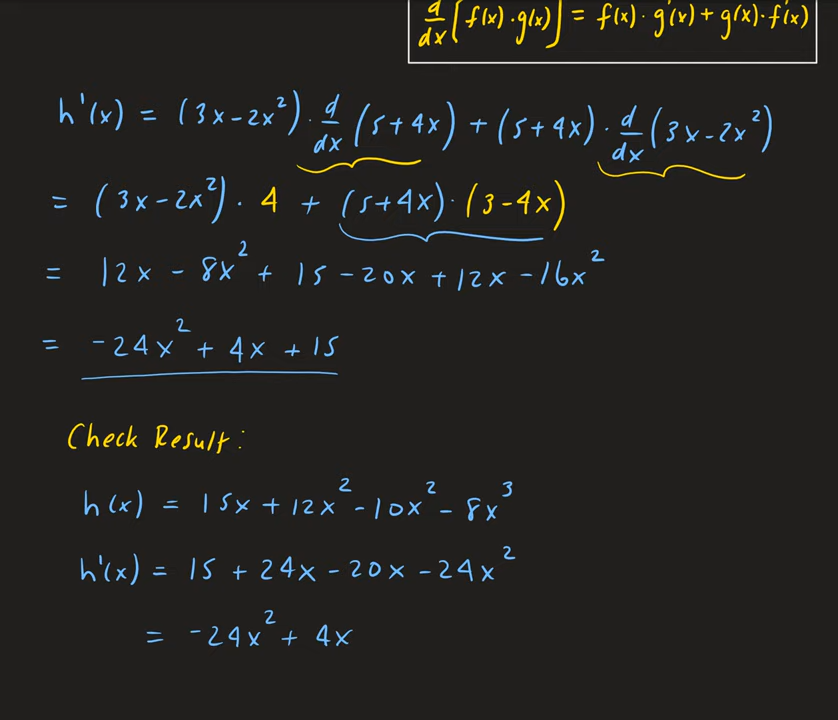 d/dx [f(x)·g(x)] = f(x)·g'(x) + g(x)·f'(x)
h'(x) = (3x-2x²)·d/dx(5+4x) + (5+4x)·d/dx(3x-2x²)
= (3x-2x²)·4 + (5+4x)·(3-4x)
= 12x - 8x² + 15 - 20x + 12x - 16x²
= -24x² + 4x + 15
Check Result:
h(x) = 15x + 12x² - 10x² - 8x³
h'(x) = 15 + 24x - 20x - 24x²
= -24x² + 4x